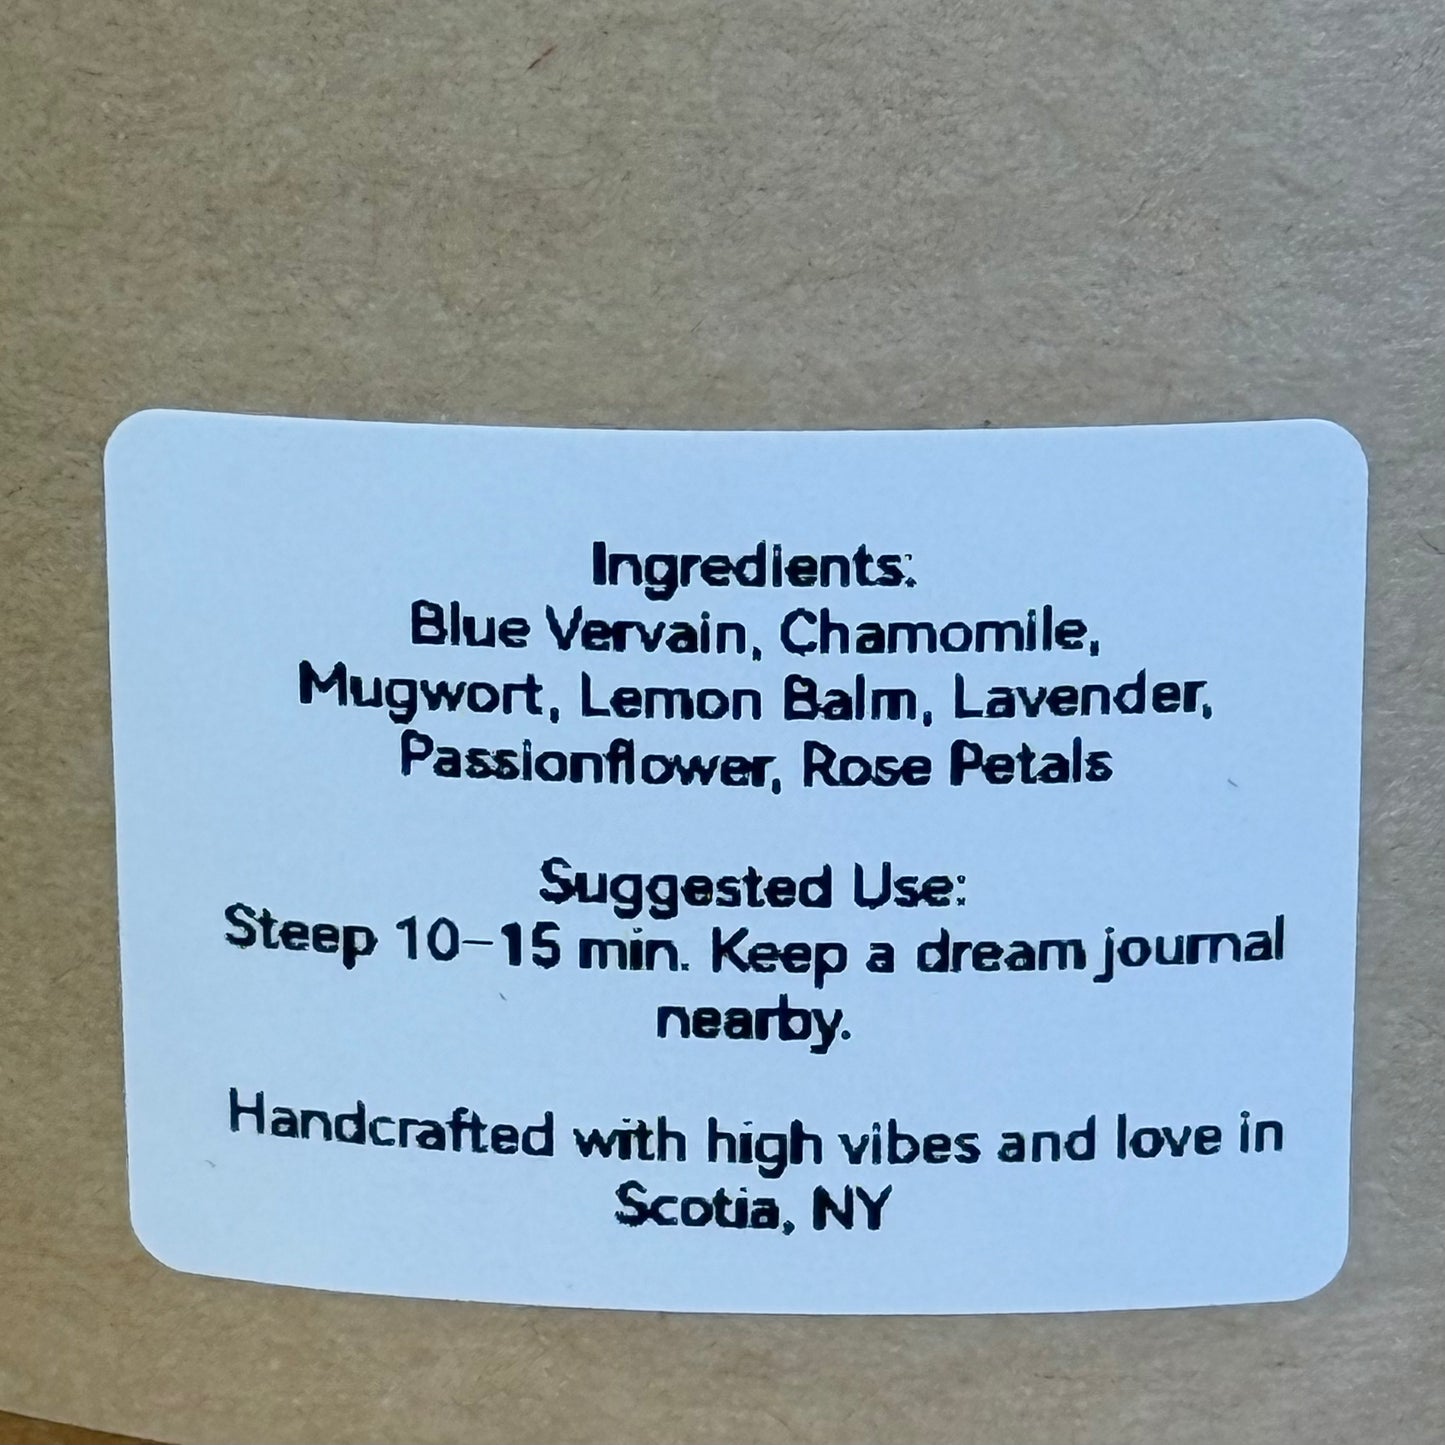 Ingredients:
Blue Vervain, Chamomile,
Mugwort, Lemon Balm, Lavender,
Passionflower, Rose Petals
Suggested Use:
Steep 10–15 min. Keep a dream journal
nearby.
Handcrafted with high vibes and love in
Scotia, NY